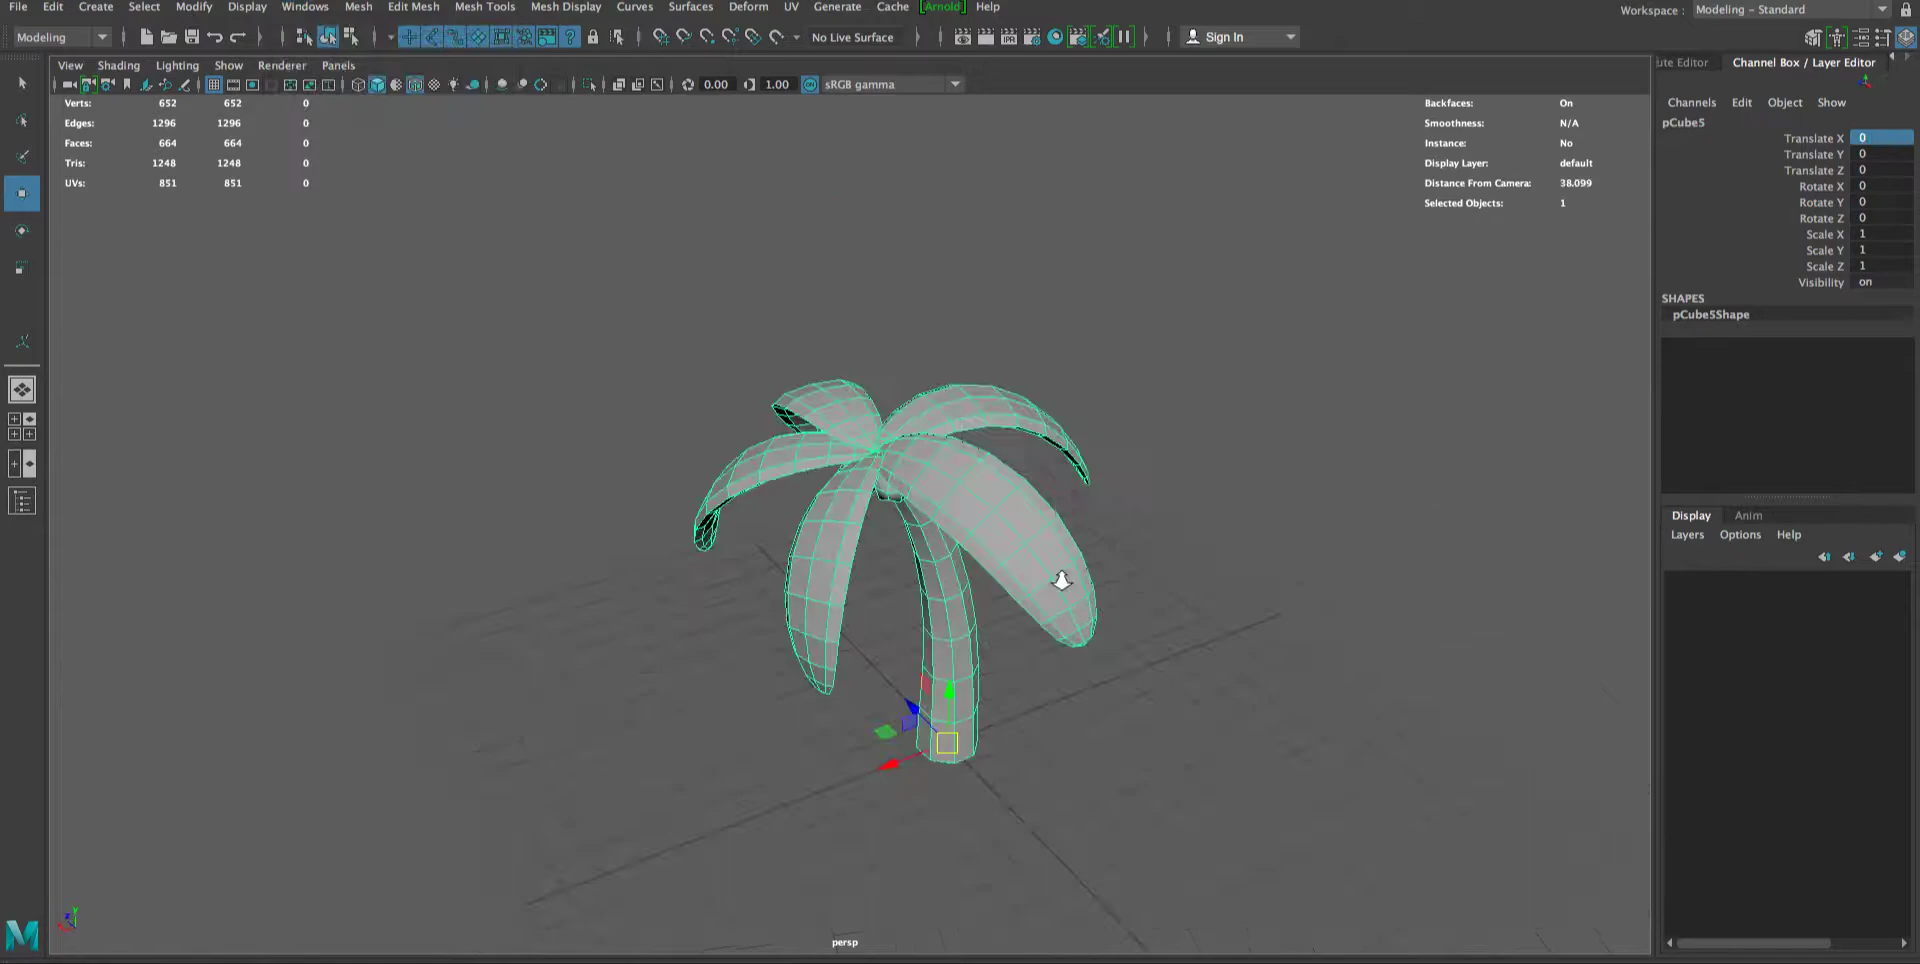 File Edit Create Select Modify Display Windows Mesh Edit Mesh Mesh Tools Mesh Display Curves Surfaces Deform UV Generate Cache Arnold Help
Workspace : Modeling - Standard
Modeling No Live Surface Sign In
View Shading Lighting Show Renderer Panels
ute Editor Channel Box / Layer Editor
0.00 1.00 sRGB gamma
Verts: 652 652 0
Edges: 1296 1296 0
Faces: 664 664 0
Tris: 1248 1248 0
UVs: 851 851 0
Backfaces: On
Smoothness: N/A
Instance: No
Display Layer: default
Distance From Camera: 38.099
Selected Objects: 1
Channels Edit Object Show
pCube5
Translate X 0
Translate Y 0
Translate Z 0
Rotate X 0
Rotate Y 0
Rotate Z 0
Scale X 1
Scale Y 1
Scale Z 1
Visibility on
SHAPES
pCube5Shape
Display Anim
Layers Options Help
persp